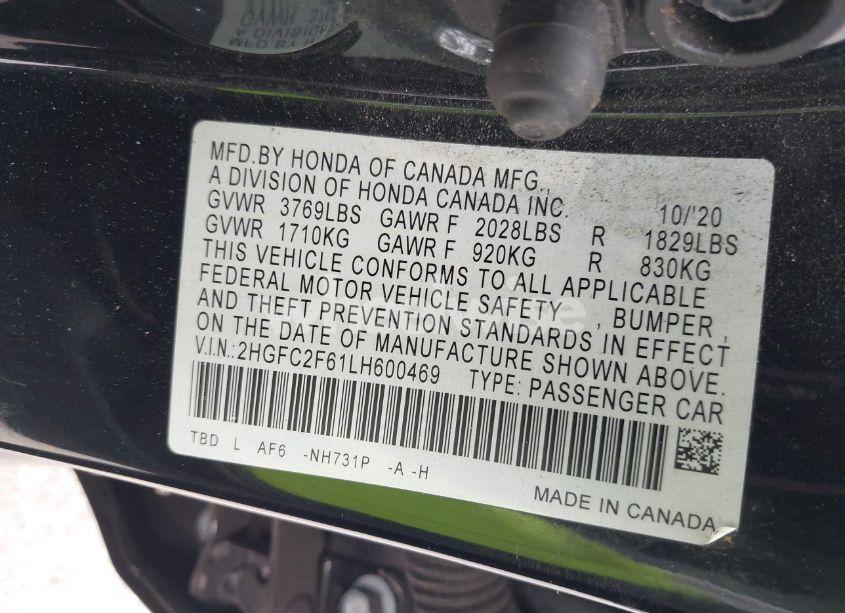 MFD.BY HONDA OF CANADA MFG.,
A DIVISION OF HONDA CANADA INC. 10/'20
GVWR 3769LBS GAWR F 2028LBS R 1829LBS
GVWR 1710KG GAWR F 920KG R 830KG
THIS VEHICLE CONFORMS TO ALL APPLICABLE
FEDERAL MOTOR VEHICLE SAFETY , BUMPER ,
AND THEFT PREVENTION STANDARDS IN EFFECT
ON THE DATE OF MANUFACTURE SHOWN ABOVE.
V.I.N.:2HGFC2F61LH600469 TYPE: PASSENGER CAR
TBD L AF6 -NH731P -A -H
MADE IN CANADA